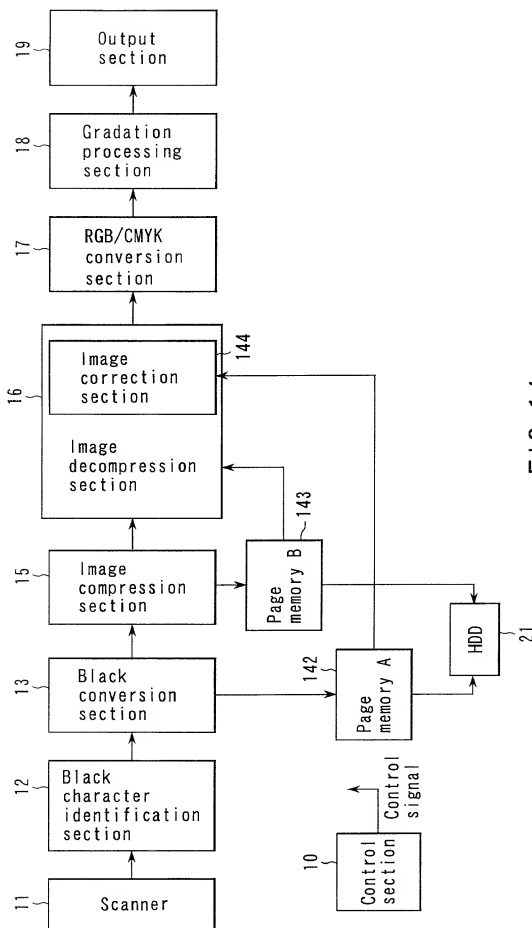 11
Scanner
12
Black
character
identification
section
13
Black
conversion
section
15
Image
compression
section
16
Image
decompression
section
Image
correction
section
144
17
RGB/CMYK
conversion
section
18
Gradation
processing
section
19
Output
section
10
Control
section
Control
signal
142
Page
memory A
143
Page
memory B
HDD
21